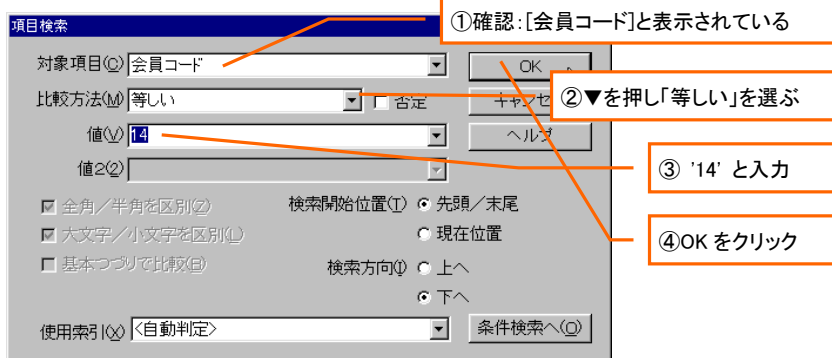 ①確認:[会員コード]と表示されている
項目検索
対象項目(C) 会員コード OK
②▼を押し「等しい」を選ぶ
比較方法(M) 等しい 否定 キャンセ
値(V) 14 ヘルプ
③ '14' と入力
値2(2)
全角/半角を区別(Z) 検索開始位置(T) 先頭/末尾
大文字/小文字を区別(L) 現在位置
④OK をクリック
基本つづりで比較(B) 検索方向(I) 上へ
下へ
使用索引(X) <自動判定> 条件検索へ(O)